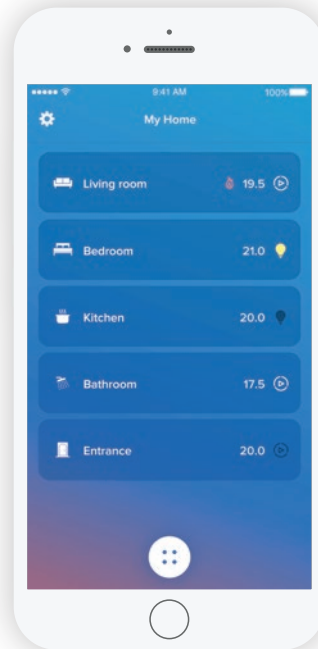 9:41 AM 100%
My Home
Living room 19.5
Bedroom 21.0
Kitchen 20.0
Bathroom 17.5
Entrance 20.0